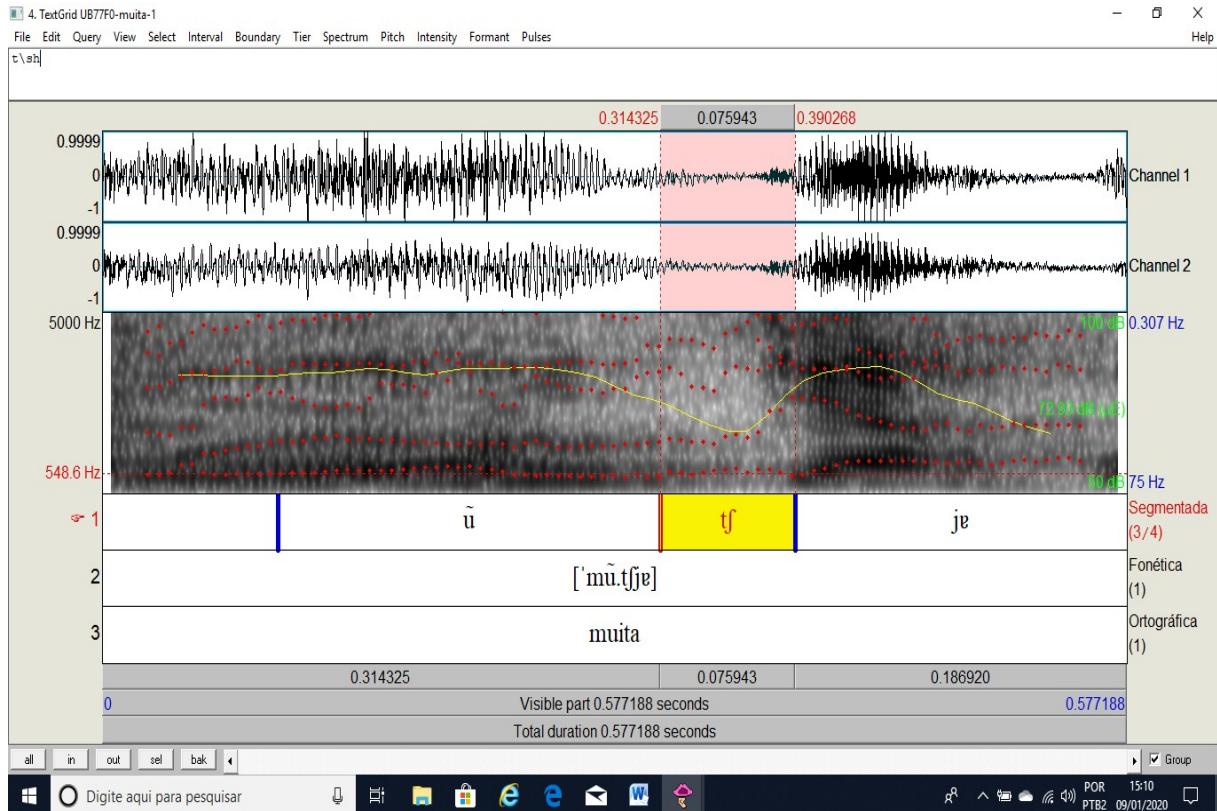 4. TextGrid UB77F0-muita-1
File Edit Query View Select Interval Boundary Tier Spectrum Pitch Intensity Formant Pulses Help
t\sh
0.314325 0.075943 0.390268
0.9999
0
-1
Channel 1
0.9999
0
-1
Channel 2
5000 Hz 100 dB 0.307 Hz
72.93 dB (µE)
548.6 Hz 50 dB 75 Hz
1 ũ tʃ jɐ Segmentada (3/4)
2 [ˈmũ.tʃjɐ] Fonética (1)
3 muita Ortográfica (1)
0.314325 0.075943 0.186920
0 Visible part 0.577188 seconds 0.577188
Total duration 0.577188 seconds
all in out sel bak Group
Digite aqui para pesquisar
POR 15:10
PTB2 09/01/2020